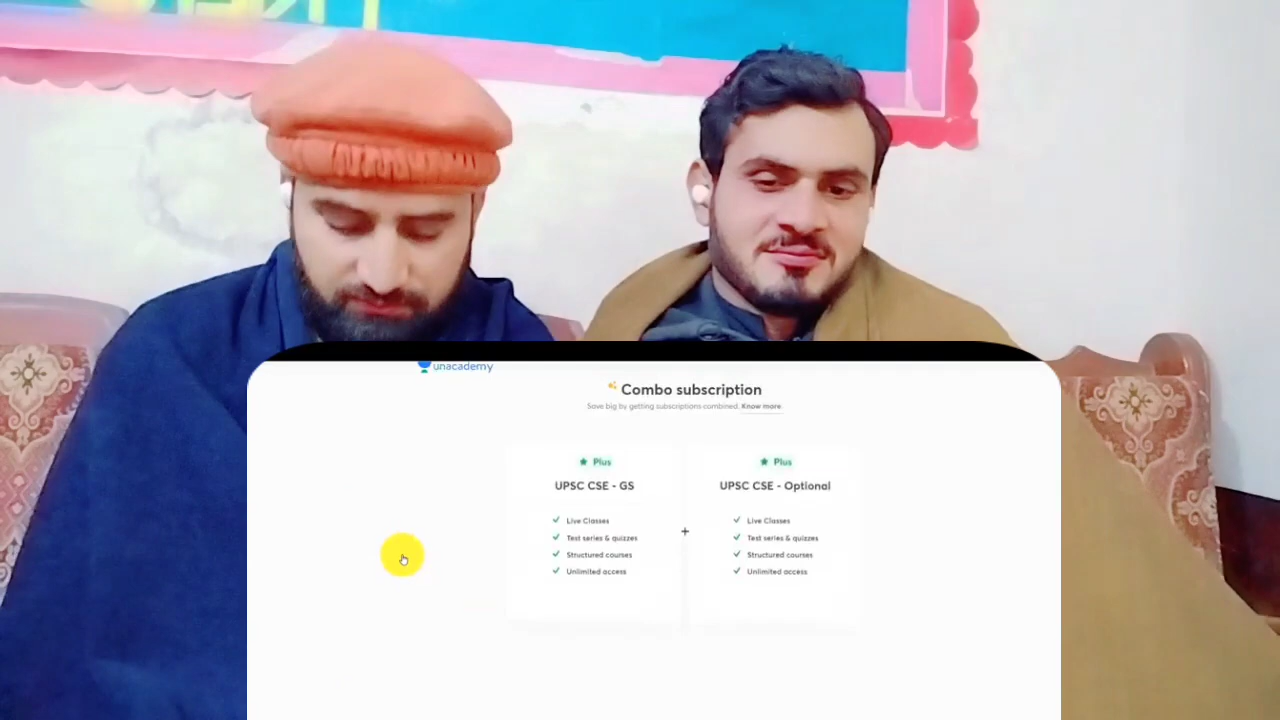 unacademy
Combo subscription
Save big by getting subscriptions combined. Know more
Plus
UPSC CSE - GS
Live Classes
Test series & quizzes
Structured courses
Unlimited access
+
Plus
UPSC CSE - Optional
Live Classes
Test series & quizzes
Structured courses
Unlimited access